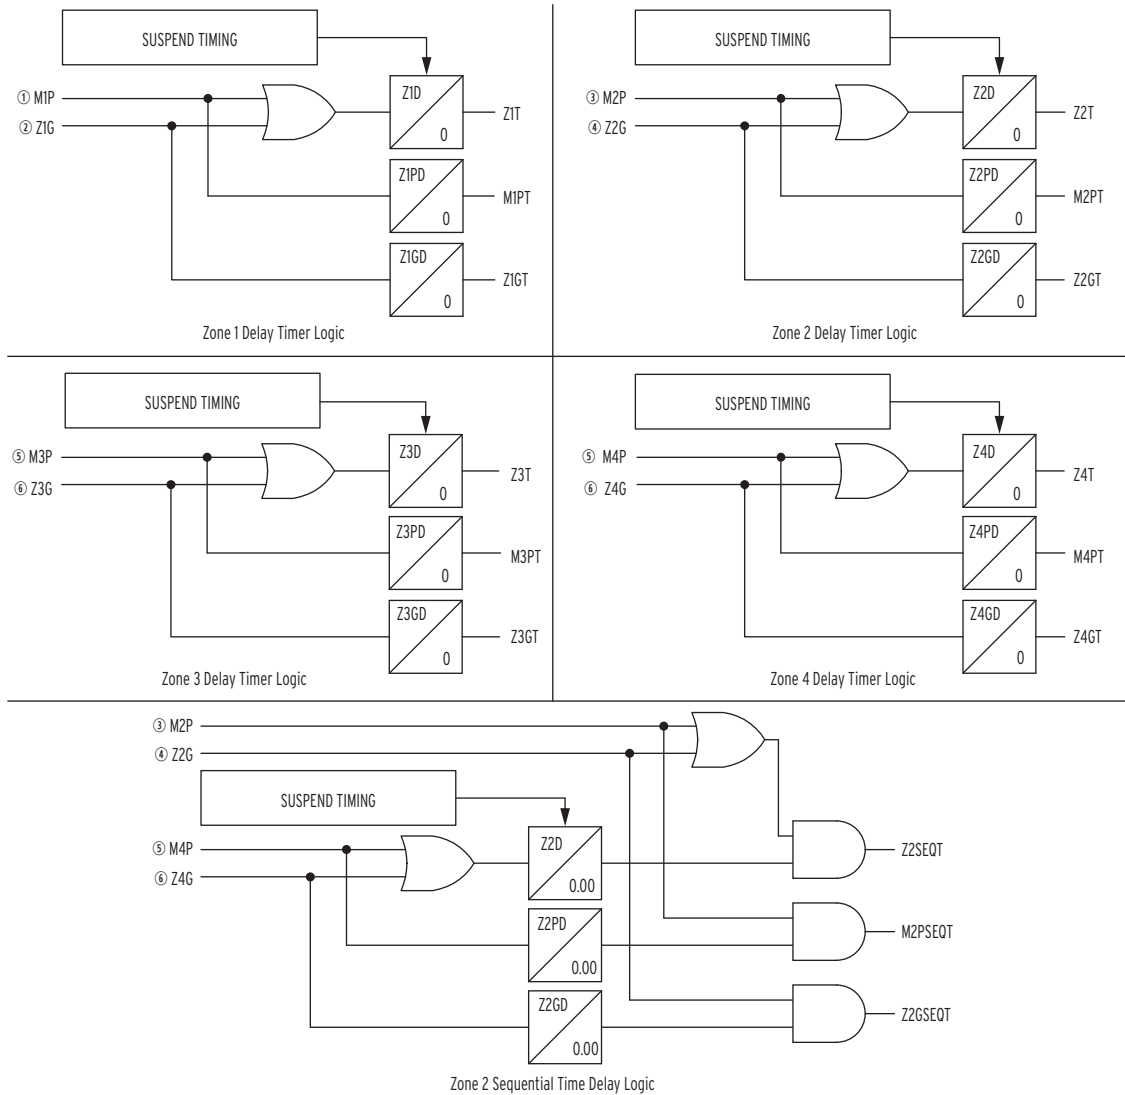 SUSPEND TIMING
① M1P
② Z1G
Z1D
0
Z1T
Z1PD
0
M1PT
Z1GD
0
Z1GT
Zone 1 Delay Timer Logic
SUSPEND TIMING
③ M2P
④ Z2G
Z2D
0
Z2T
Z2PD
0
M2PT
Z2GD
0
Z2GT
Zone 2 Delay Timer Logic
SUSPEND TIMING
⑤ M3P
⑥ Z3G
Z3D
0
Z3T
Z3PD
0
M3PT
Z3GD
0
Z3GT
Zone 3 Delay Timer Logic
SUSPEND TIMING
⑤ M4P
⑥ Z4G
Z4D
0
Z4T
Z4PD
0
M4PT
Z4GD
0
Z4GT
Zone 4 Delay Timer Logic
③ M2P
④ Z2G
SUSPEND TIMING
⑤ M4P
⑥ Z4G
Z2D
0.00
Z2SEQT
Z2PD
0.00
M2PSEQT
Z2GD
0.00
Z2GSEQT
Zone 2 Sequential Time Delay Logic